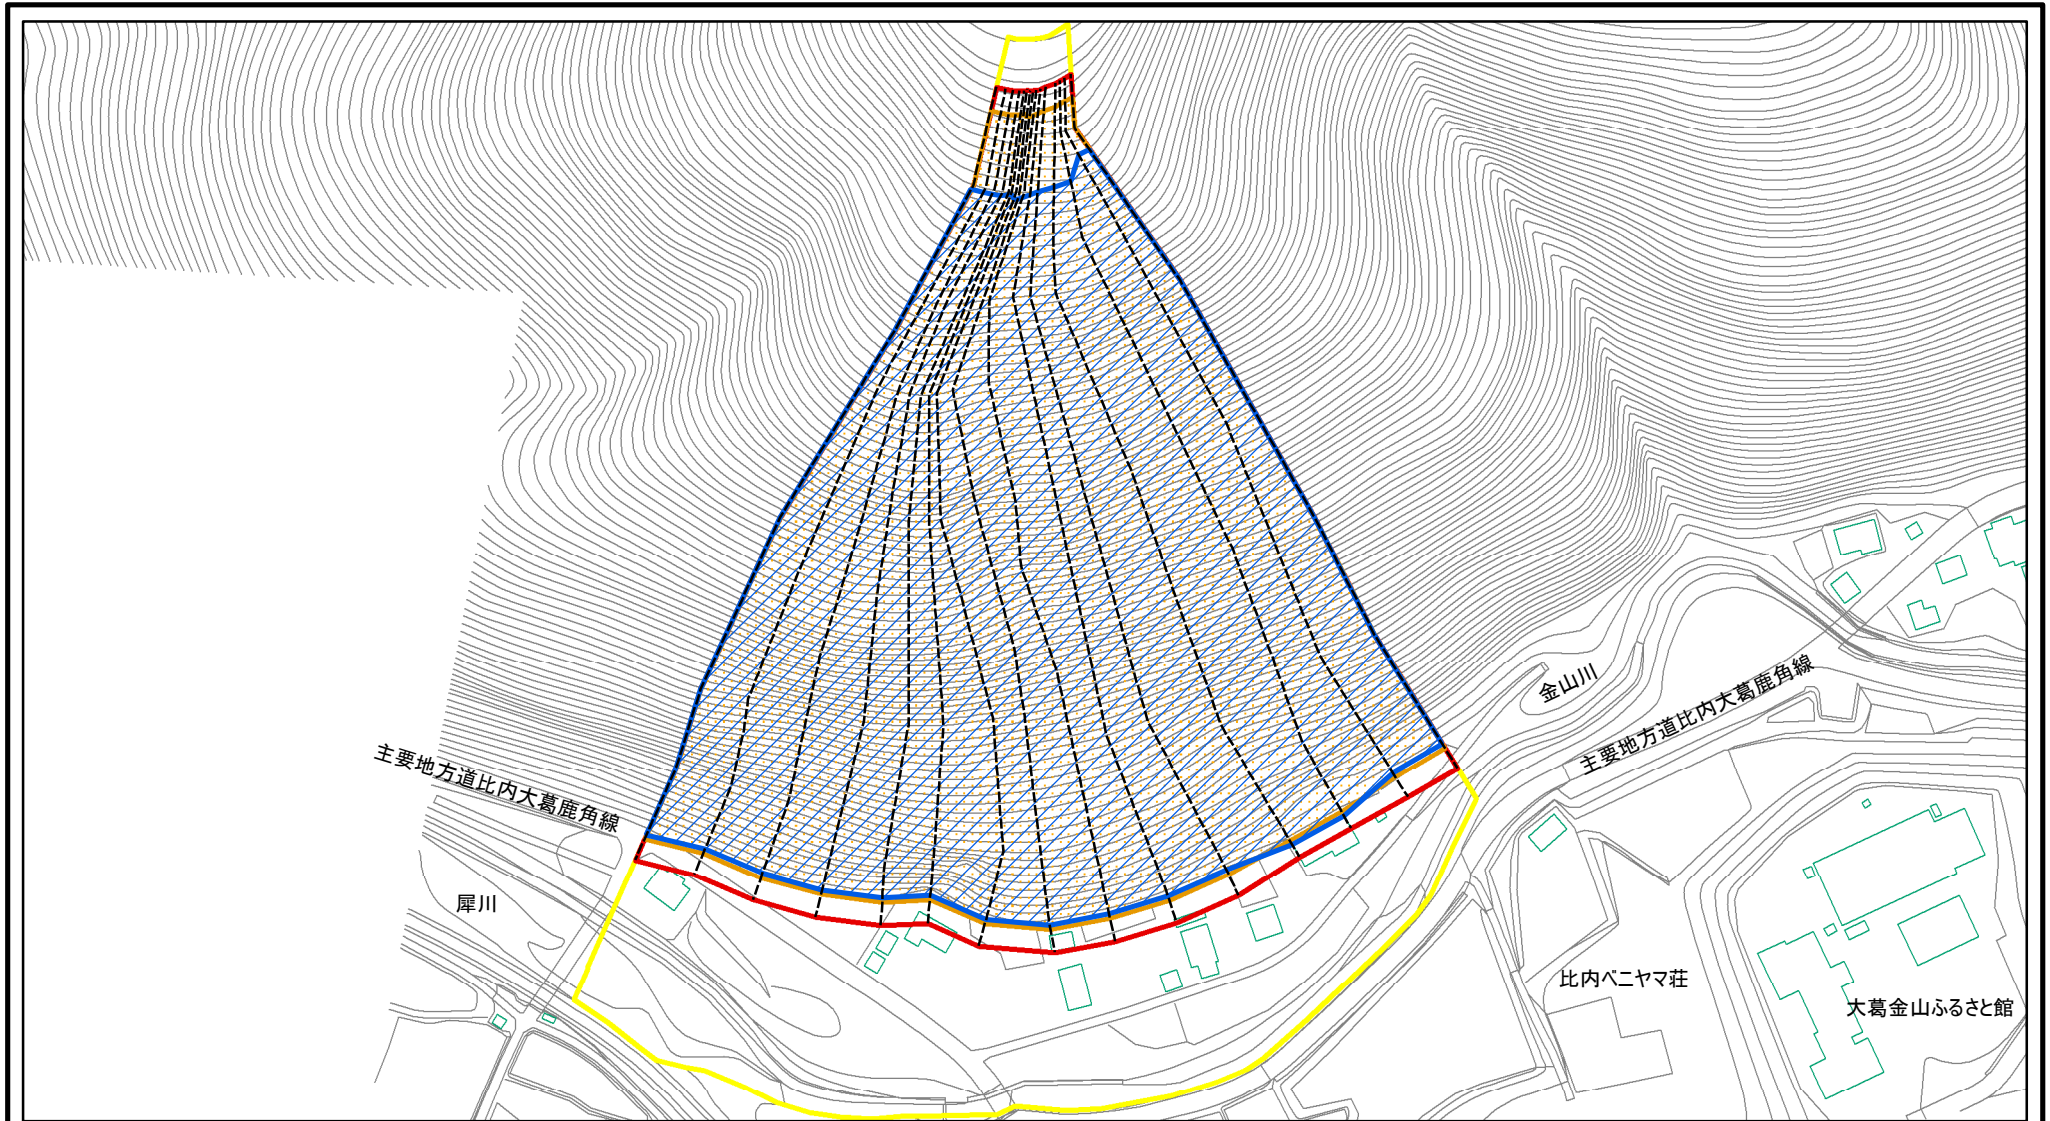 金山川
主要地方道比内大葛鹿角線
主要地方道比内大葛鹿角線
犀川
比内ベニヤマ荘
大葛金山ふるさと館